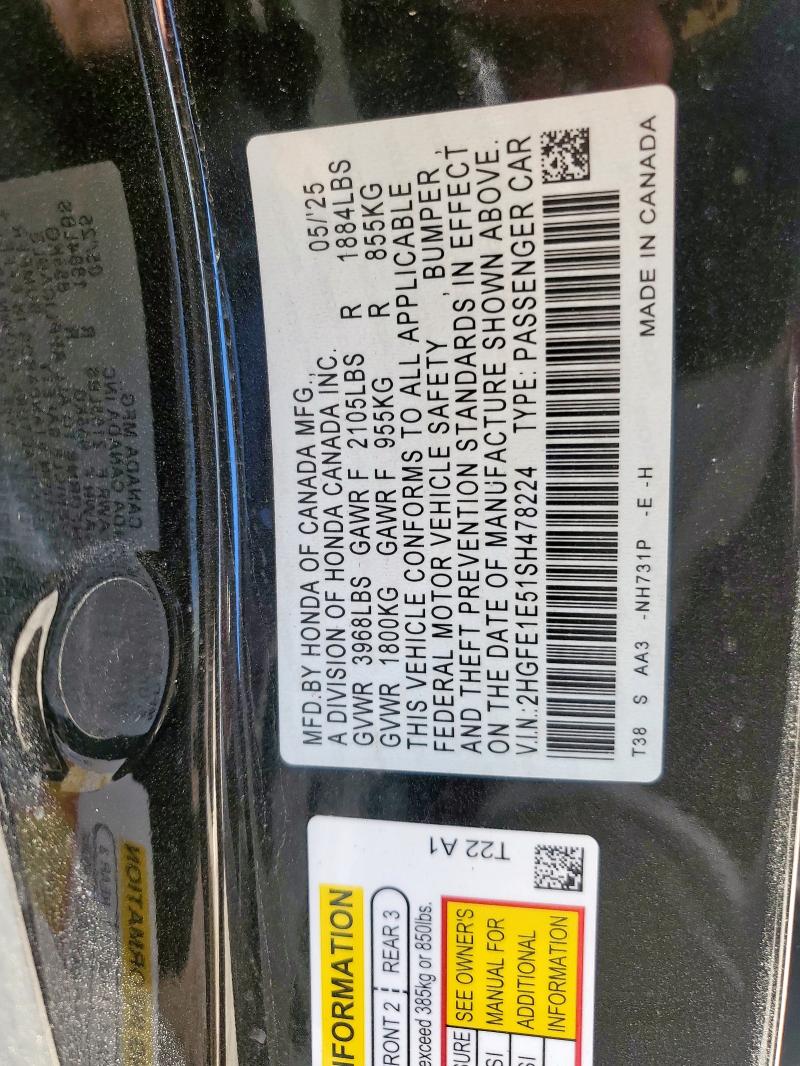 MFD.BY HONDA OF CANADA MFG., 05/'25
A DIVISION OF HONDA CANADA INC.
GVWR 3968LBS GAWR F 2105LBS R 1884LBS
GVWR 1800KG GAWR F 955KG R 855KG
THIS VEHICLE CONFORMS TO ALL APPLICABLE
FEDERAL MOTOR VEHICLE SAFETY , BUMPER ,
AND THEFT PREVENTION STANDARDS IN EFFECT
ON THE DATE OF MANUFACTURE SHOWN ABOVE.
V.I.N.:2HGFE1E51SH478224 TYPE: PASSENGER CAR
T38 S AA3 -NH731P -E -H MADE IN CANADA
T22 A1
REAR 3
exceed 385kg or 850lbs.
SEE OWNER'S
MANUAL FOR
ADDITIONAL
INFORMATION